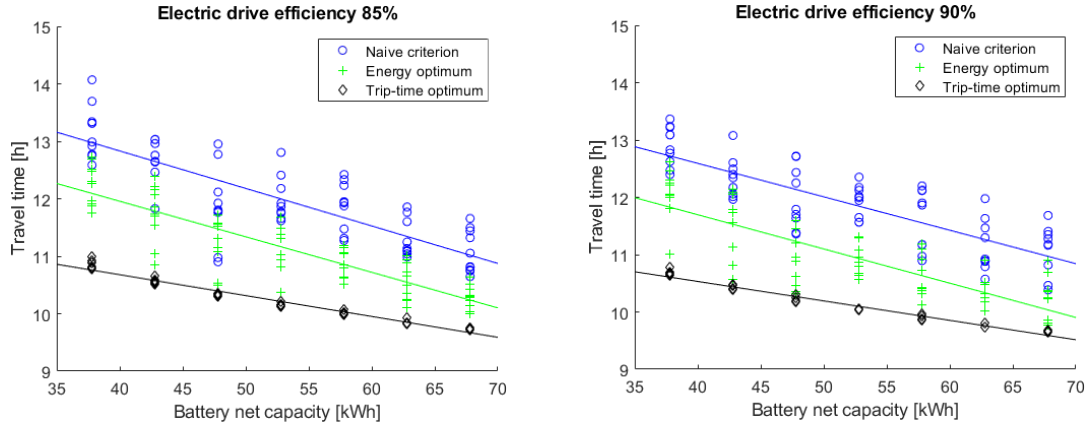 Electric drive efficiency 85%
15
14
13
12
11
10
9
Travel time [h]
Naive criterion
Energy optimum
Trip-time optimum
35 40 45 50 55 60 65 70
Battery net capacity [kWh]
Electric drive efficiency 90%
15
14
13
12
11
10
9
Travel time [h]
Naive criterion
Energy optimum
Trip-time optimum
35 40 45 50 55 60 65 70
Battery net capacity [kWh]